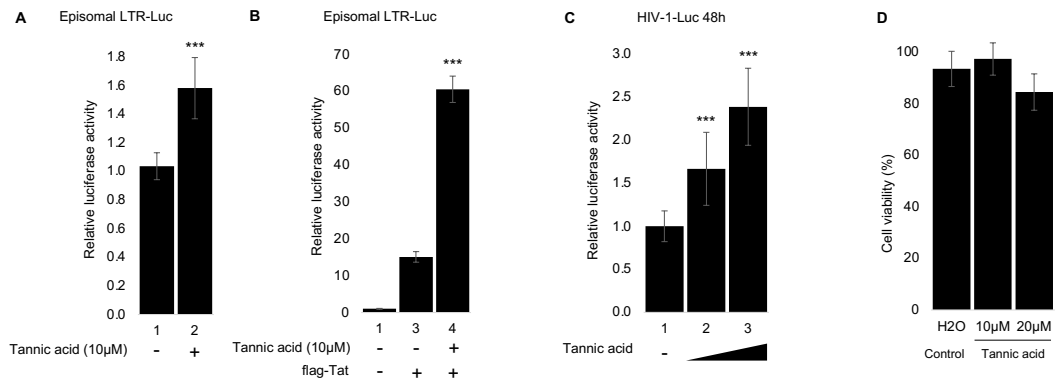 A Episomal LTR-Luc
Relative luciferase activity
1.8
1.6
1.4
1.2
1.0
0.8
0.6
0.4
0.2
0.0
***
1 2
Tannic acid (10µM) - +
B Episomal LTR-Luc
Relative luciferase activity
70
60
50
40
30
20
10
0
***
1 3 4
Tannic acid (10µM) - - +
flag-Tat - + +
C HIV-1-Luc 48h
Relative luciferase activity
3.0
2.5
2.0
1.5
1.0
0.5
0.0
***
***
1 2 3
Tannic acid -
D
Cell viability (%)
100
80
60
40
20
0
H2O 10µM 20µM
Control Tannic acid